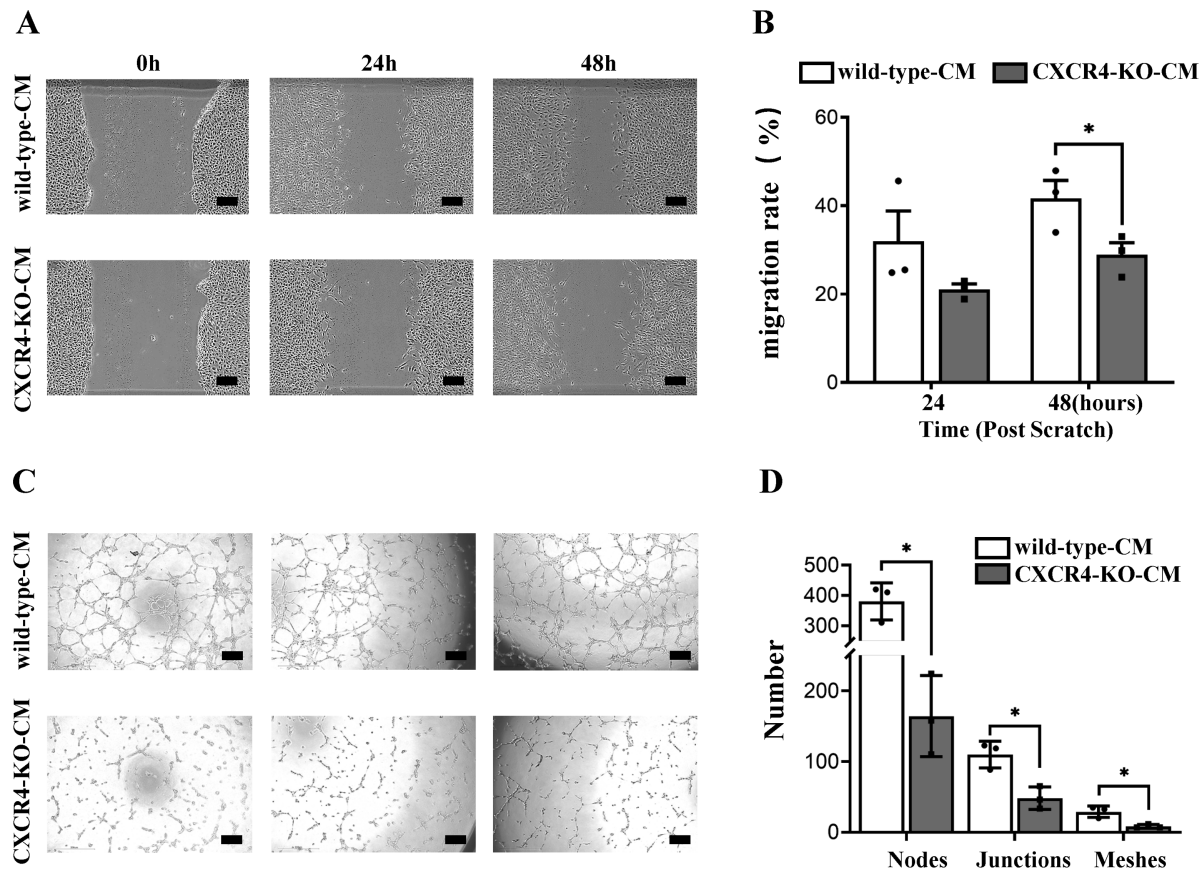 A
0h 24h 48h
wild-type-CM
CXCR4-KO-CM
B
wild-type-CM CXCR4-KO-CM
migration rate ( %)
60
40
20
0
*
24 48(hours)
Time (Post Scratch)
C
wild-type-CM
CXCR4-KO-CM
D
wild-type-CM
CXCR4-KO-CM
Number
500
400
300
200
100
0
*
*
*
Nodes Junctions Meshes